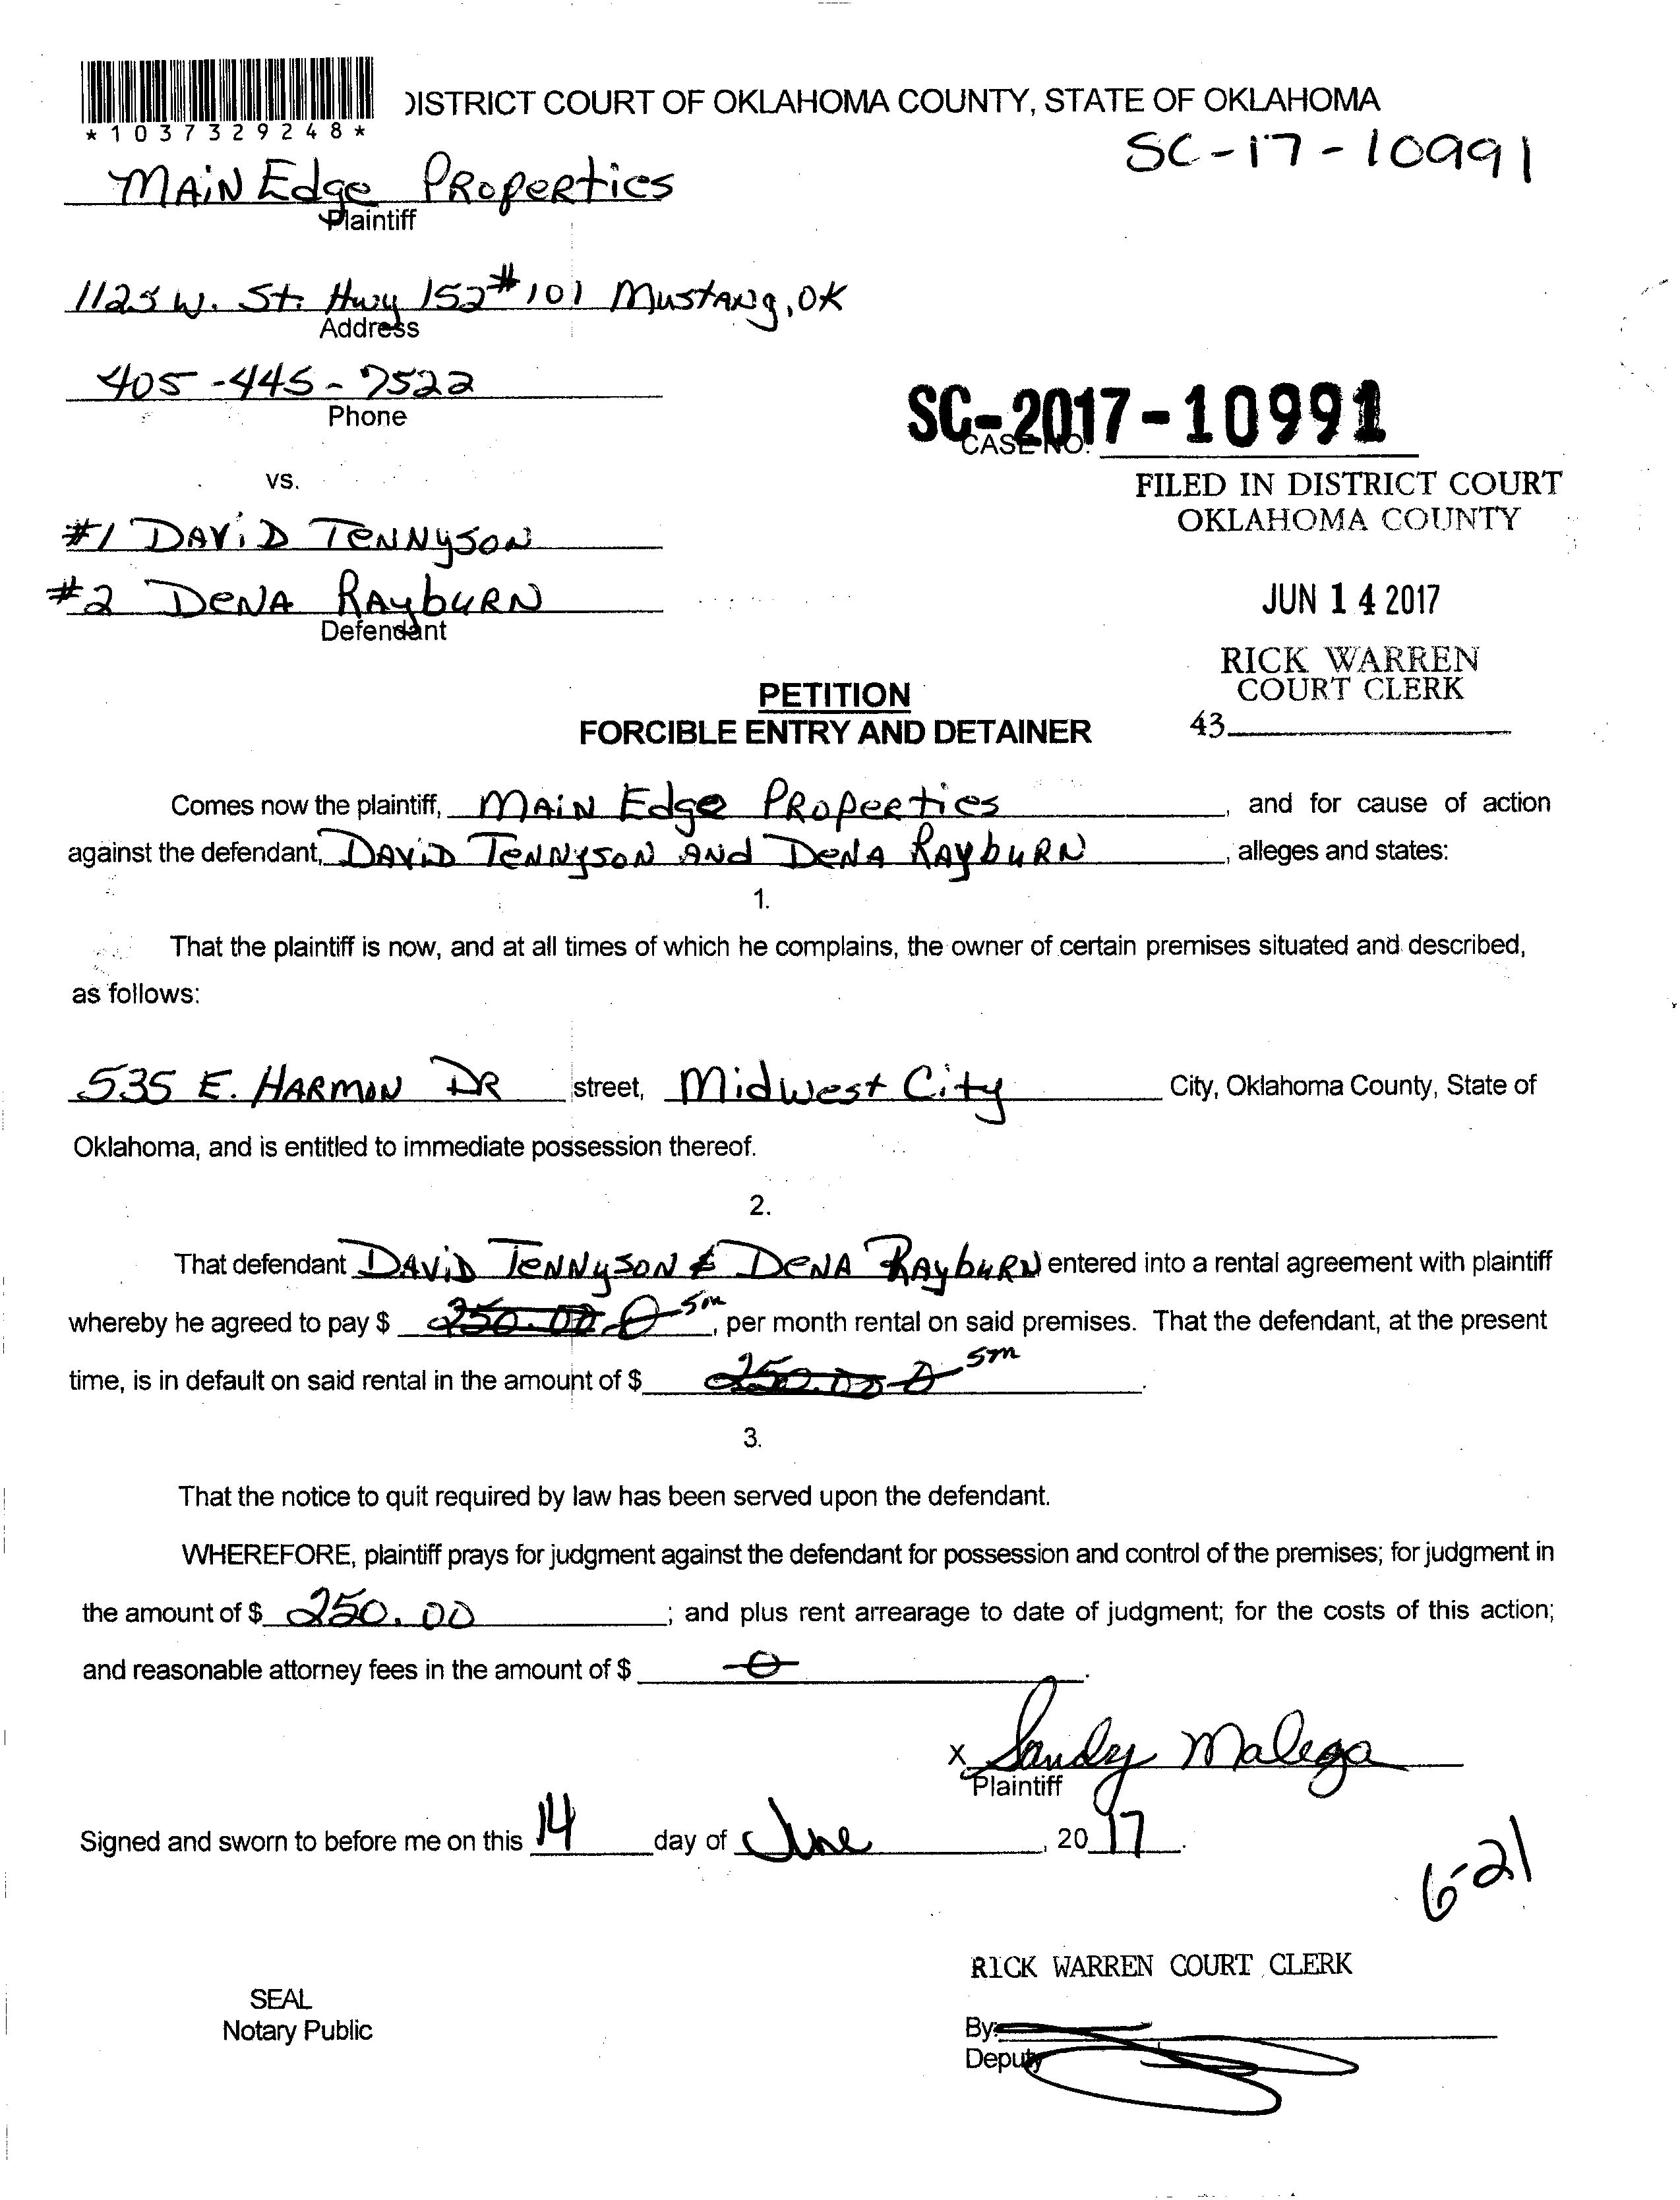 *1037329248*
DISTRICT COURT OF OKLAHOMA COUNTY, STATE OF OKLAHOMA
SC-17-10991
MAIN Edge PROPERties
Plaintiff
1125 W. St. Hwy 152 #101 MUSTANg, OK
Address
405-445-7522
Phone
SC-2017-10991
CASE NO.
vs.
FILED IN DISTRICT COURT
OKLAHOMA COUNTY
#1 DAViD TENNYSON
#2 DENA RAYbURN
Defendant
JUN 14 2017
RICK WARREN
COURT CLERK
43
PETITION
FORCIBLE ENTRY AND DETAINER
Comes now the plaintiff, MAiN Edge PROPERties, and for cause of action
against the defendant, DAViD TENNYSON ANd DENA RAYbURN, alleges and states:
1.
That the plaintiff is now, and at all times of which he complains, the owner of certain premises situated and described,
as follows:
535 E. HARMON DR street, Midwest City City, Oklahoma County, State of
Oklahoma, and is entitled to immediate possession thereof.
2.
That defendant DAViD TENNYSON & DENA RAYbURN entered into a rental agreement with plaintiff
whereby he agreed to pay $ 250.00 0 sm, per month rental on said premises. That the defendant, at the present
time, is in default on said rental in the amount of $ 250.00 0 sm.
3.
That the notice to quit required by law has been served upon the defendant.
WHEREFORE, plaintiff prays for judgment against the defendant for possession and control of the premises; for judgment in
the amount of $ 250.00; and plus rent arrearage to date of judgment; for the costs of this action;
and reasonable attorney fees in the amount of $ 0.
X Sandy Malega
Plaintiff
Signed and sworn to before me on this 14 day of June, 2017.
6-21
RICK WARREN COURT CLERK
SEAL
Notary Public
By:
Deputy